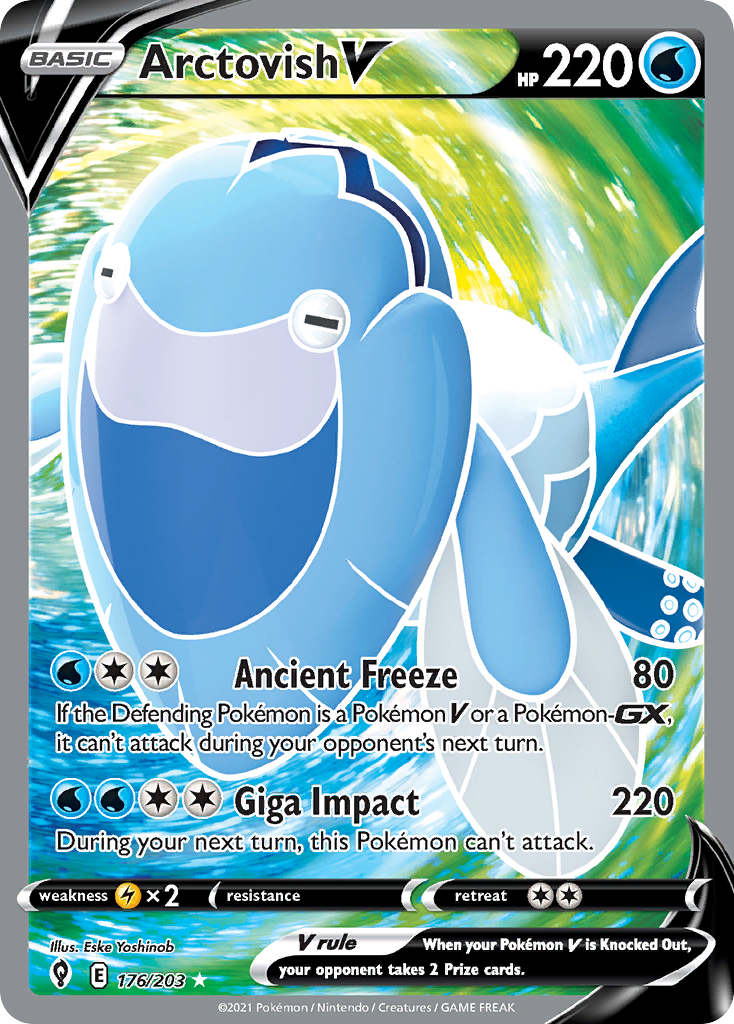 BASIC Arctovish V HP 220
Ancient Freeze 80
If the Defending Pokémon is a Pokémon V or a Pokémon-GX,
it can't attack during your opponent's next turn.
Giga Impact 220
During your next turn, this Pokémon can't attack.
weakness ×2 resistance retreat
Illus. Eske Yoshinob
V rule When your Pokémon V is Knocked Out,
your opponent takes 2 Prize cards.
E 176/203
©2021 Pokémon / Nintendo / Creatures / GAME FREAK